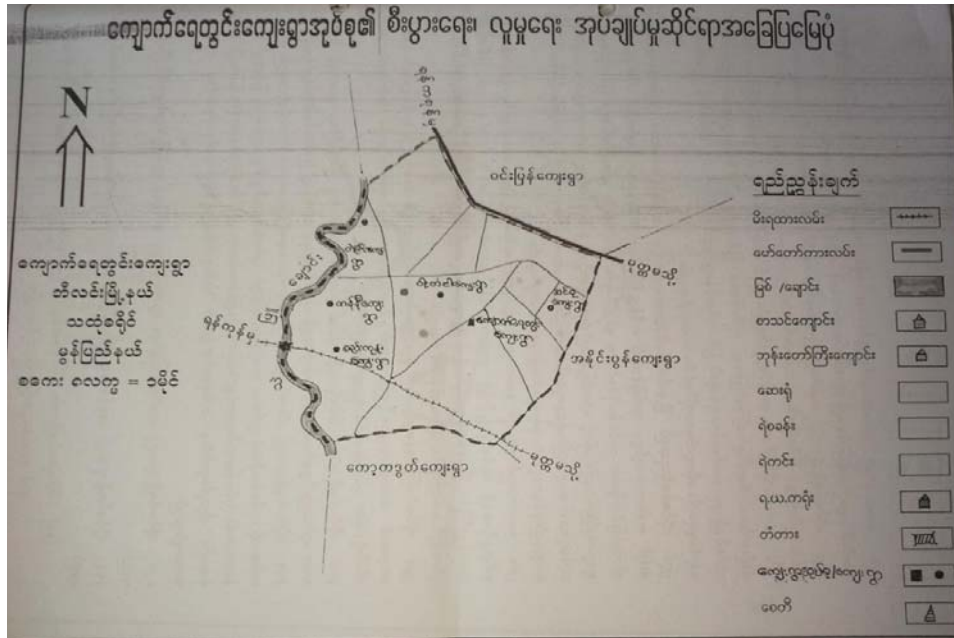 ကျောက်ရေတွင်းကျေးရွာအုပ်စု၏ စီးပွားရေး၊ လူမှုရေး အုပ်ချုပ်မှုဆိုင်ရာအခြေပြမြေပုံ
N
ဝင်းပြန်ကျေးရွာ
ကျောက်ရေတွင်းကျေးရွာ
ဘီလင်းမြို့နယ်
သထုံခရိုင်
မွန်ပြည်နယ်
စကေး ၈လက္မ = ၁မိုင်
ချောင်း
ရန်ကုန်မှ
မုတ္တမသို့
အနိုင်းပွန်ကျေးရွာ
မုတ္တမသို့
ကော့ကဒွတ်ကျေးရွာ
ရည်ညွှန်းချက်
မီးရထားလမ်း
မော်တော်ကားလမ်း
မြစ် /ချောင်း
စာသင်ကျောင်း
ဘုန်းတော်ကြီးကျောင်း
ဆေးရုံ
ရဲစခန်း
ရဲကင်း
ရ.ယ.ကရုံး
တံတား
စေတီ